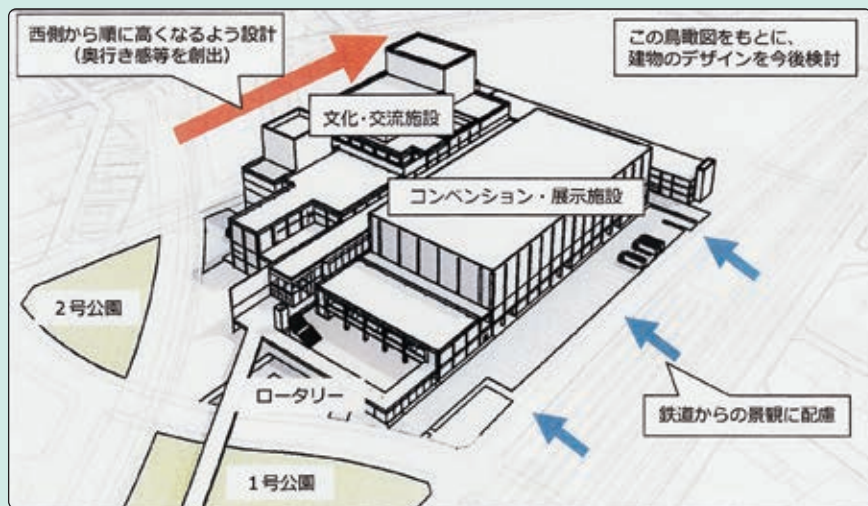 西側から順に高くなるよう設計
(奥行き感等を創出)
この鳥瞰図をもとに、
建物のデザインを今後検討
文化・交流施設
コンベンション・展示施設
2号公園
ロータリー
鉄道からの景観に配慮
1号公園